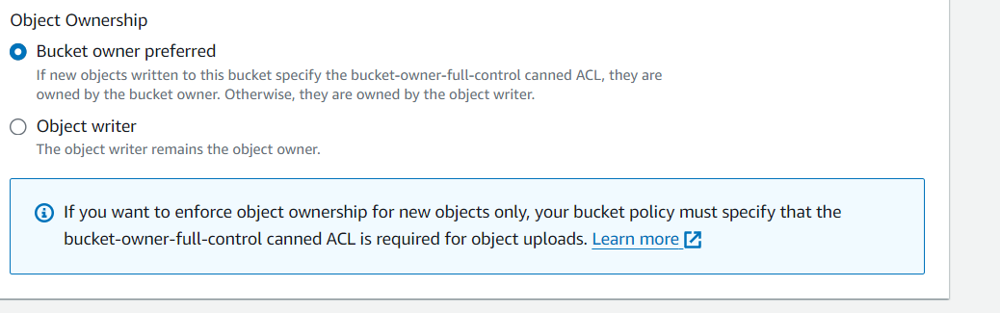 Object Ownership
Bucket owner preferred
If new objects written to this bucket specify the bucket-owner-full-control canned ACL, they are
owned by the bucket owner. Otherwise, they are owned by the object writer.
Object writer
The object writer remains the object owner.
If you want to enforce object ownership for new objects only, your bucket policy must specify that the
bucket-owner-full-control canned ACL is required for object uploads. Learn more